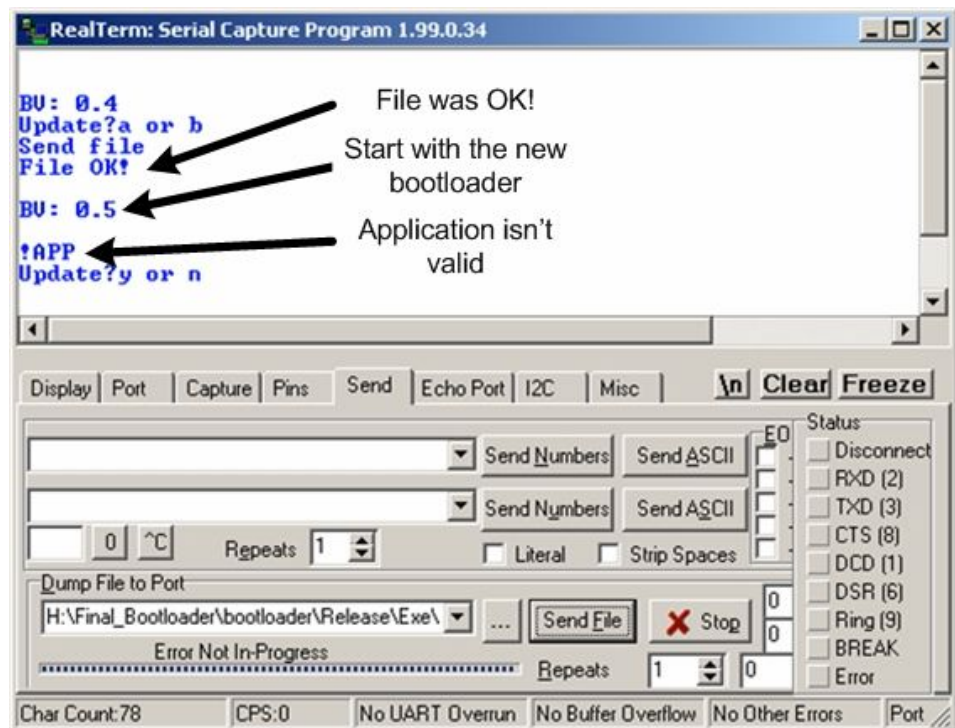 RealTerm: Serial Capture Program 1.99.0.34
BV: 0.4
Update?a or b
Send file
File OK!
BV: 0.5
!APP
Update?y or n
File was OK!
Start with the new
bootloader
Application isn't
valid
Display Port Capture Pins Send Echo Port I2C Misc \n Clear Freeze
EO
Status
Send Numbers Send ASCII
Disconnect
RXD (2)
Send Numbers Send ASCII
TXD (3)
0 ^C Repeats 1 Literal Strip Spaces
CTS (8)
DCD (1)
Dump File to Port
DSR (6)
H:\Final_Bootloader\bootloader\Release\Exe\ ... Send File Stop 0
0
Ring (9)
Error Not In-Progress
BREAK
Repeats 1 0
Error
Char Count:78 CPS:0 No UART Overrun No Buffer Overflow No Other Errors Port